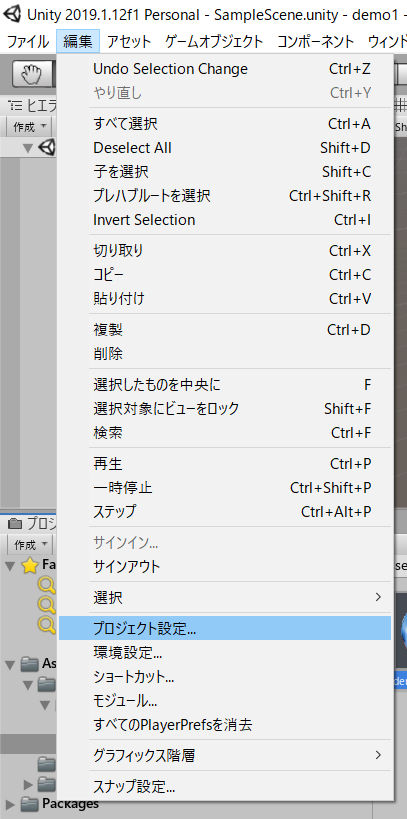 Unity 2019.1.12f1 Personal - SampleScene.unity - demo1 -
ファイル 編集 アセット ゲームオブジェクト コンポーネント ウィンド
Undo Selection Change Ctrl+Z
やり直し Ctrl+Y
ヒエラ
作成
すべて選択 Ctrl+A
Deselect All Shift+D
子を選択 Shift+C
プレハブルートを選択 Ctrl+Shift+R
Invert Selection Ctrl+I
切り取り Ctrl+X
コピー Ctrl+C
貼り付け Ctrl+V
複製 Ctrl+D
削除
選択したものを中央に F
選択対象にビューをロック Shift+F
検索 Ctrl+F
再生 Ctrl+P
一時停止 Ctrl+Shift+P
ステップ Ctrl+Alt+P
プロジ
作成
サインイン...
サインアウト
Fa
選択
プロジェクト設定...
環境設定...
As
ショートカット...
モジュール...
すべてのPlayerPrefsを消去
グラフィックス階層
スナップ設定...
Packages